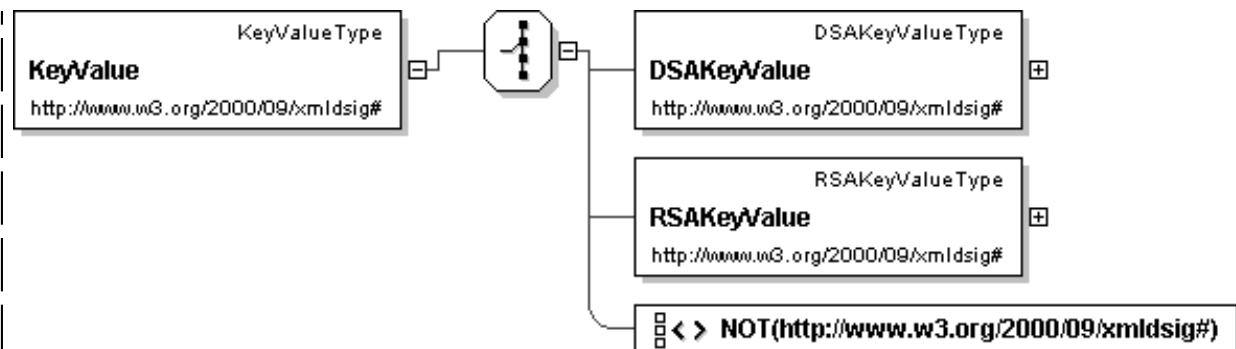 KeyValueType
KeyValue
http://www.w3.org/2000/09/xmldsig#
DSAKeyValueType
DSAKeyValue
http://www.w3.org/2000/09/xmldsig#
RSAKeyValueType
RSAKeyValue
http://www.w3.org/2000/09/xmldsig#
NOT(http://www.w3.org/2000/09/xmldsig#)